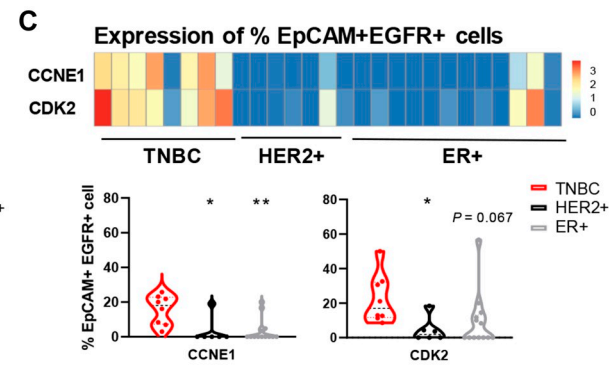 C
Expression of % EpCAM+EGFR+ cells
CCNE1
CDK2
3
2
1
0
TNBC HER2+ ER+
+
% EpCAM+ EGFR+ cell
80
60
40
20
0
* **
CCNE1
80
60
40
20
0
* P = 0.067
CDK2
TNBC
HER2+
ER+